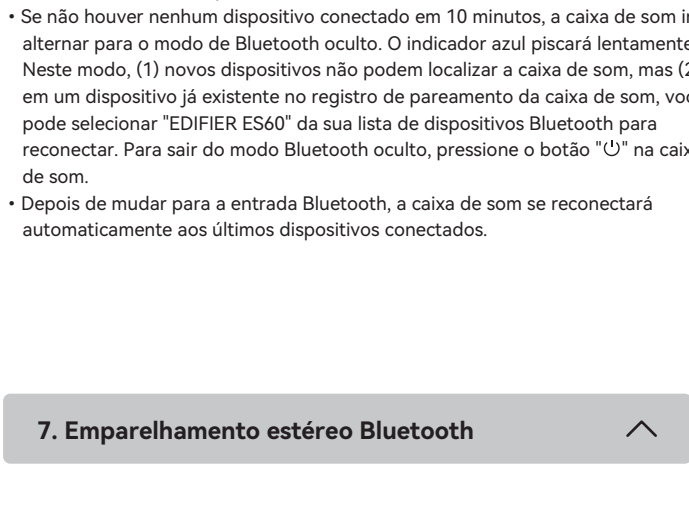 • Se não houver nenhum dispositivo conectado em 10 minutos, a caixa de som
alternar para o modo de Bluetooth oculto. O indicador azul piscará lentamente
Neste modo, (1) novos dispositivos não podem localizar a caixa de som, mas
em um dispositivo já existente no registro de pareamento da caixa de som,
pode selecionar "EDIFIER ES60" da sua lista de dispositivos Bluetooth para
reconectar. Para sair do modo Bluetooth oculto, pressione o botão "⏻" na
de som.
• Depois de mudar para a entrada Bluetooth, a caixa de som se reconectará
automaticamente aos últimos dispositivos conectados.
7. Emparelhamento estéreo Bluetooth